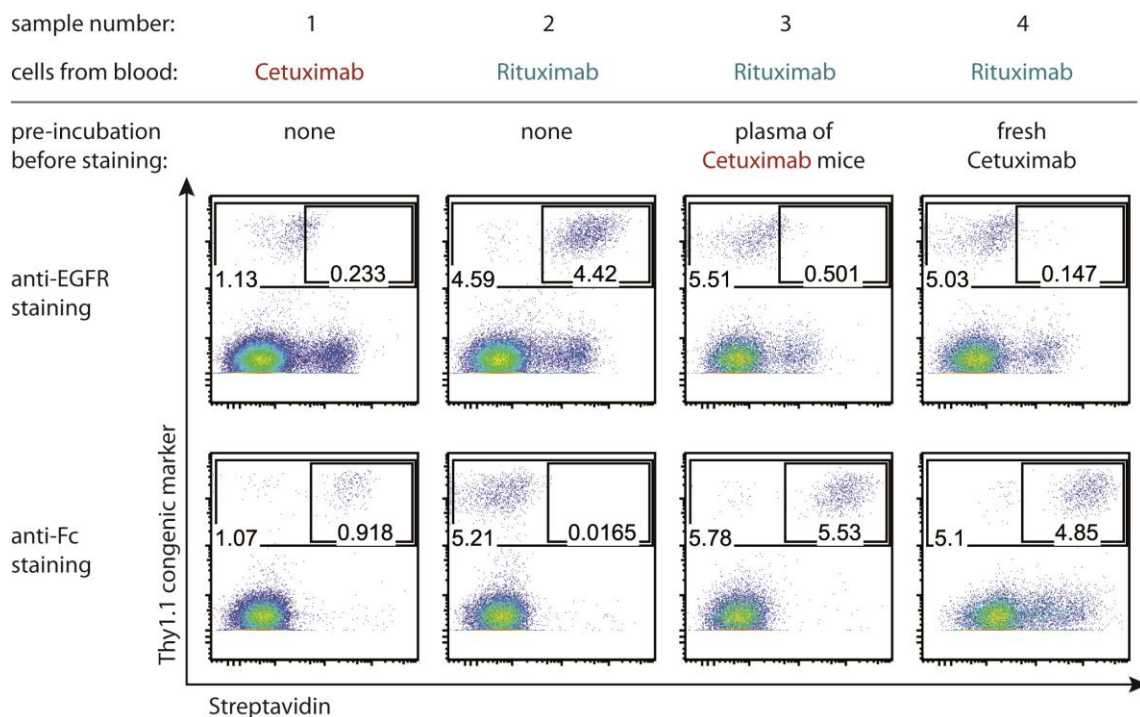 sample number: 1 2 3 4
cells from blood: Cetuximab Rituximab Rituximab Rituximab
pre-incubation none none plasma of fresh
before staining: Cetuximab mice Cetuximab
anti-EGFR
staining
1.13 0.233 4.59 4.42 5.51 0.501 5.03 0.147
anti-Fc
staining
1.07 0.918 5.21 0.0165 5.78 5.53 5.1 4.85
Thy1.1 congenic marker
Streptavidin